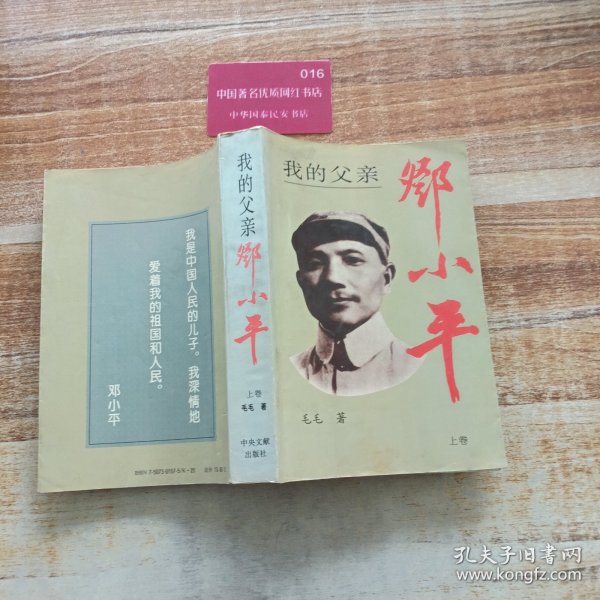 016
中国著名优质网红书店
中华国泰民安书店
我的父亲
鄧小平
毛毛 著
上卷
我的父亲
鄧小平
上卷
毛毛 著
中央文献
出版社
我是中国人民的儿子。我深情地
爱着我的祖国和人民。
邓小平
孔夫子旧书网
www.kongfz.com